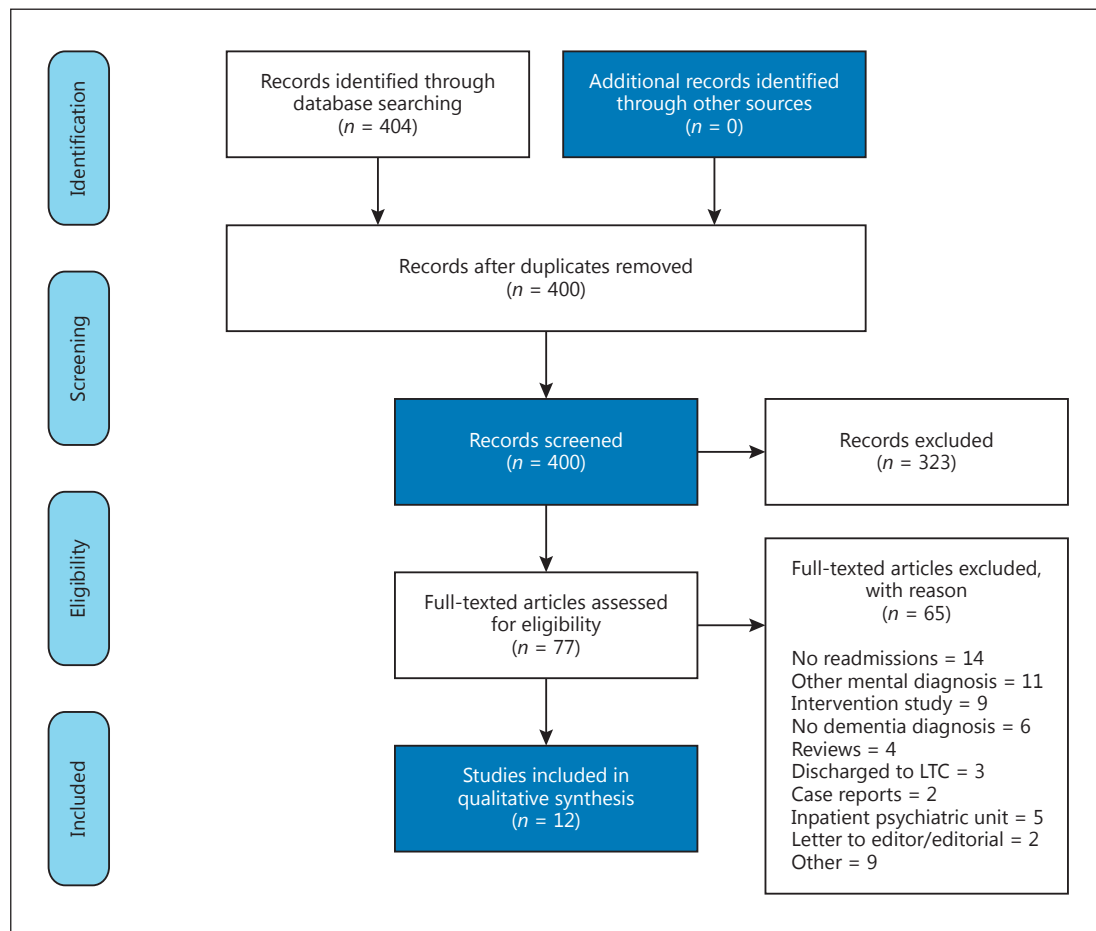 Identification
Records identified through
database searching
(n = 404)
Additional records identified
through other sources
(n = 0)
Records after duplicates removed
(n = 400)
Screening
Records screened
(n = 400)
Records excluded
(n = 323)
Eligibility
Full-texted articles assessed
for eligibility
(n = 77)
Full-texted articles excluded,
with reason
(n = 65)
No readmissions = 14
Other mental diagnosis = 11
Intervention study = 9
No dementia diagnosis = 6
Reviews = 4
Discharged to LTC = 3
Case reports = 2
Inpatient psychiatric unit = 5
Letter to editor/editorial = 2
Other = 9
Included
Studies included in
qualitative synthesis
(n = 12)